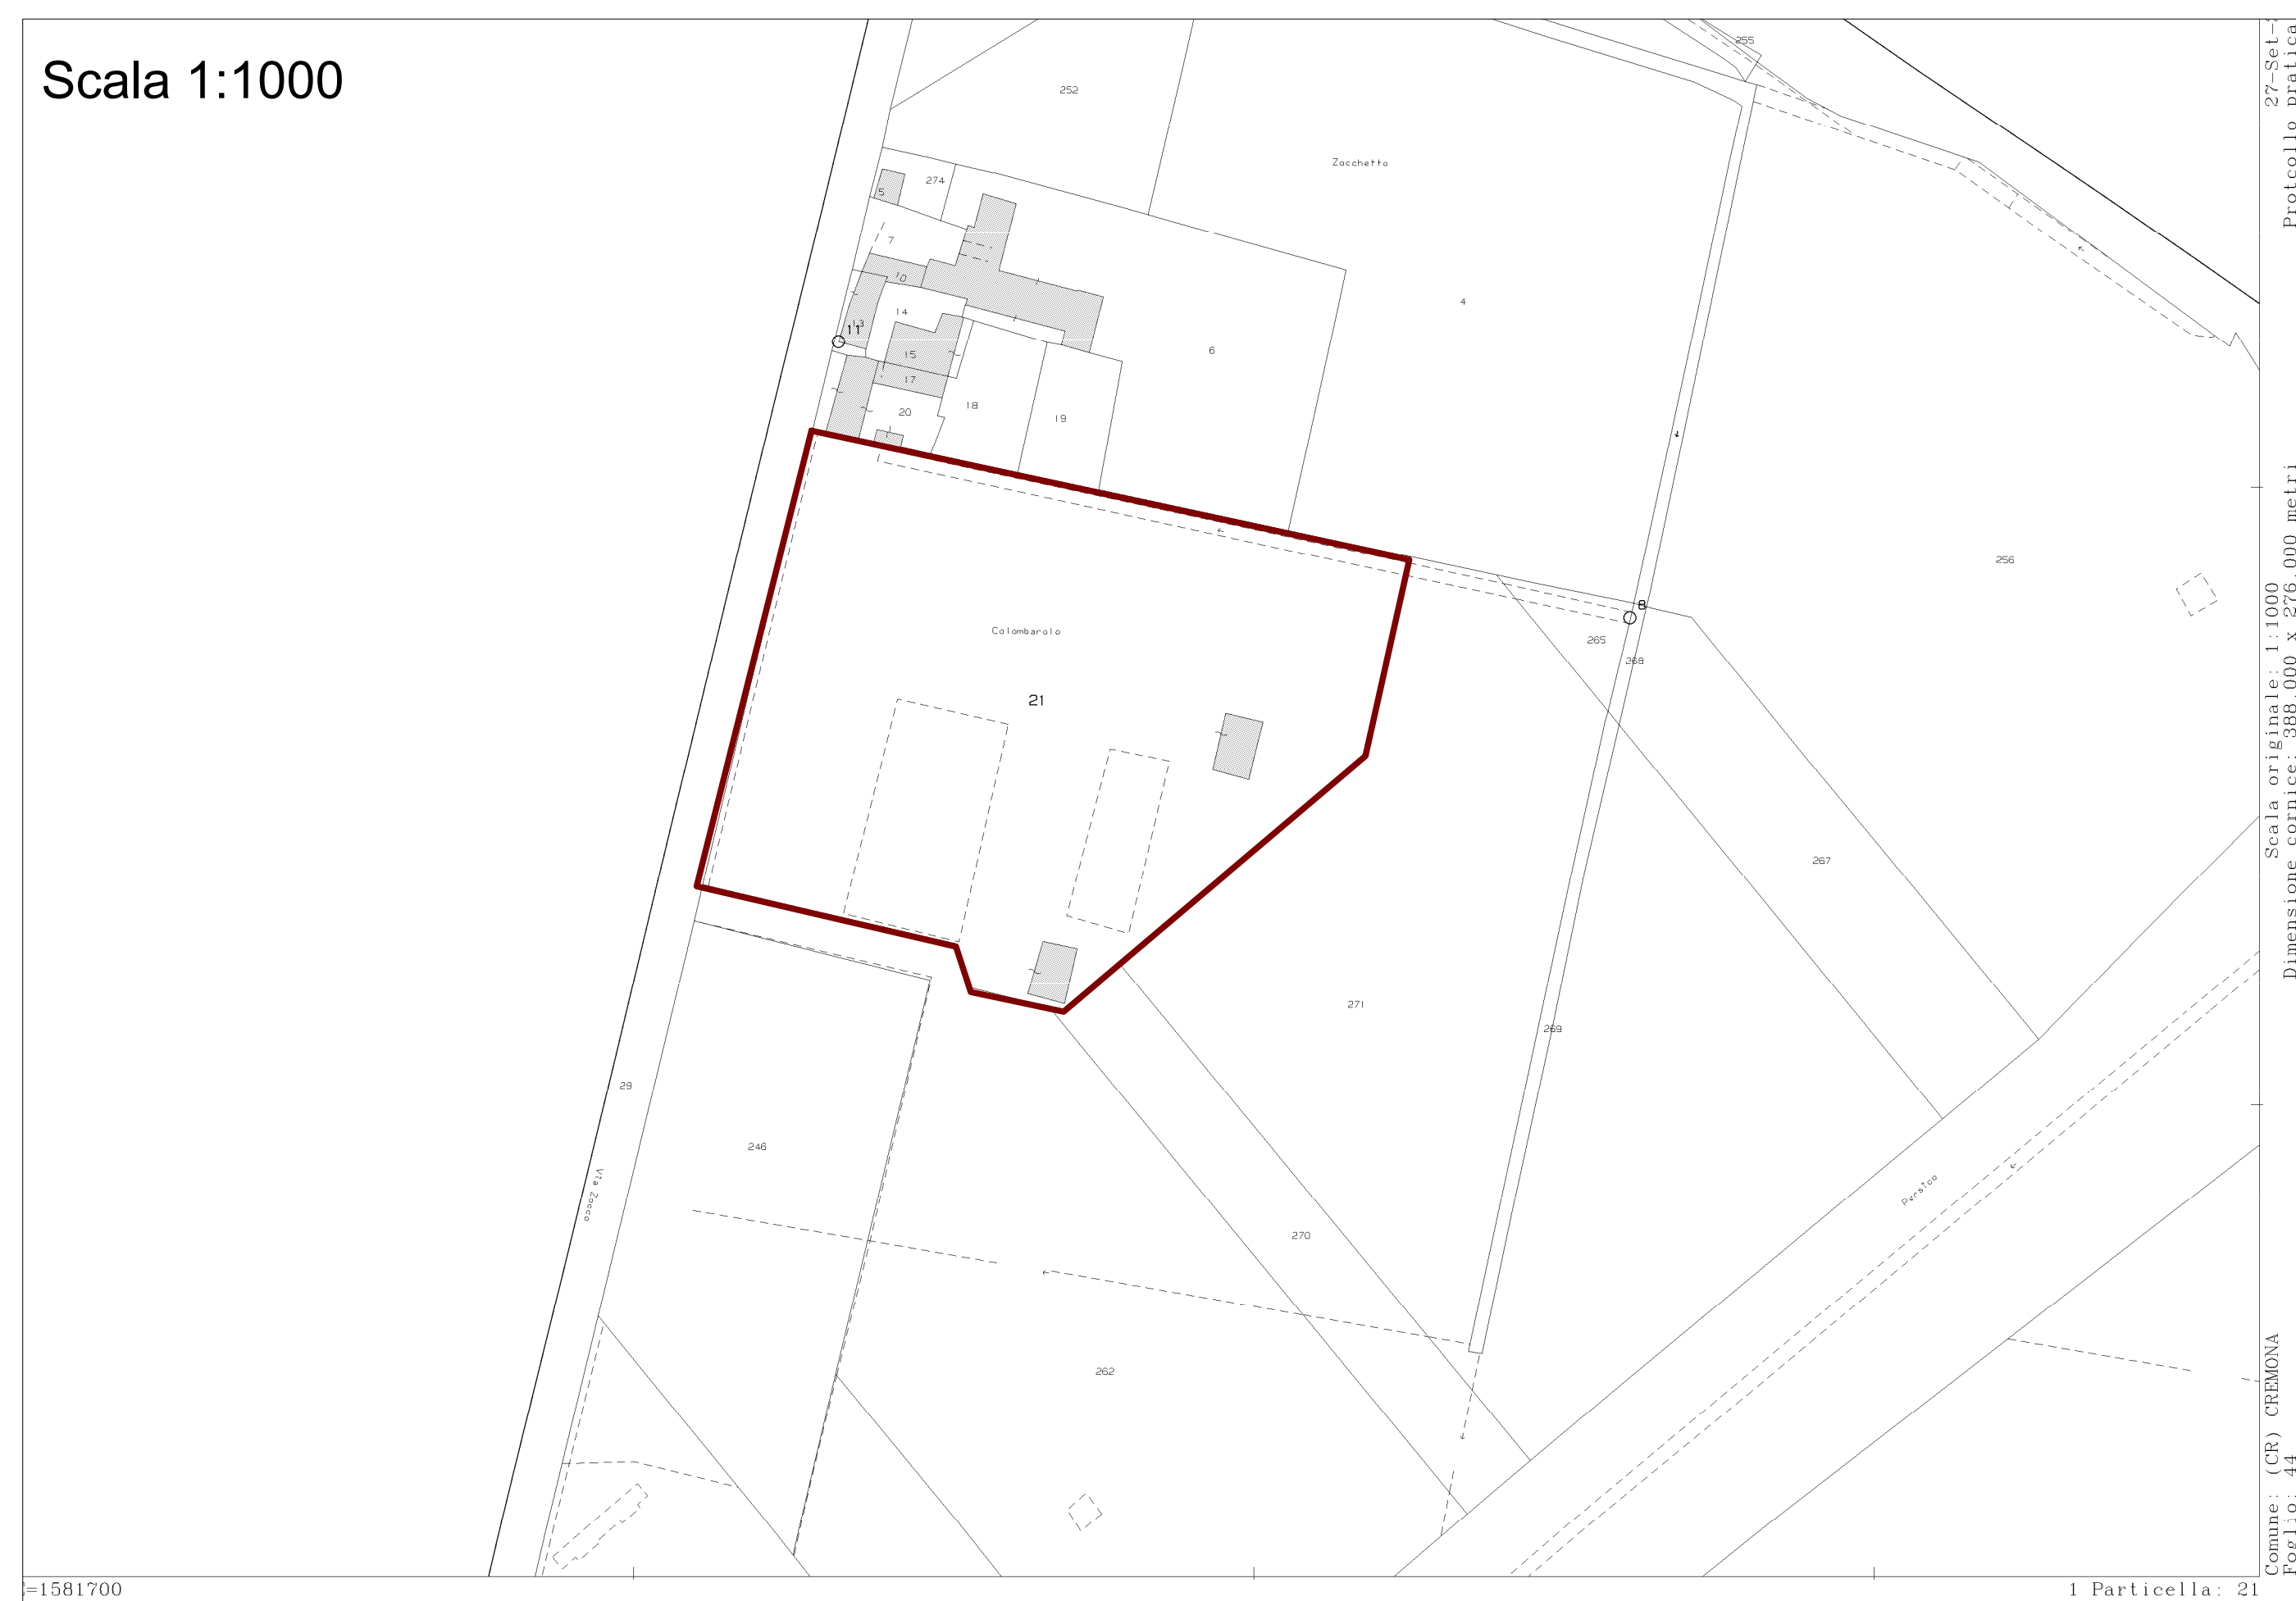 Scala 1:1000
255
252
Zacchetto
274
5
7
10
4
14
13
11
15
6
17
18
20
19
256
8
265
268
Colombarolo
21
267
271
269
29
246
Via Zocco
Persico
270
262
27-Set-
Protocollo pratica
Scala originale: 1:1000
Dimensione cornice: 388.000 x 276.000 metri
Comune: (CR) CREMONA
Foglio: 44
=1581700
1 Particella: 21